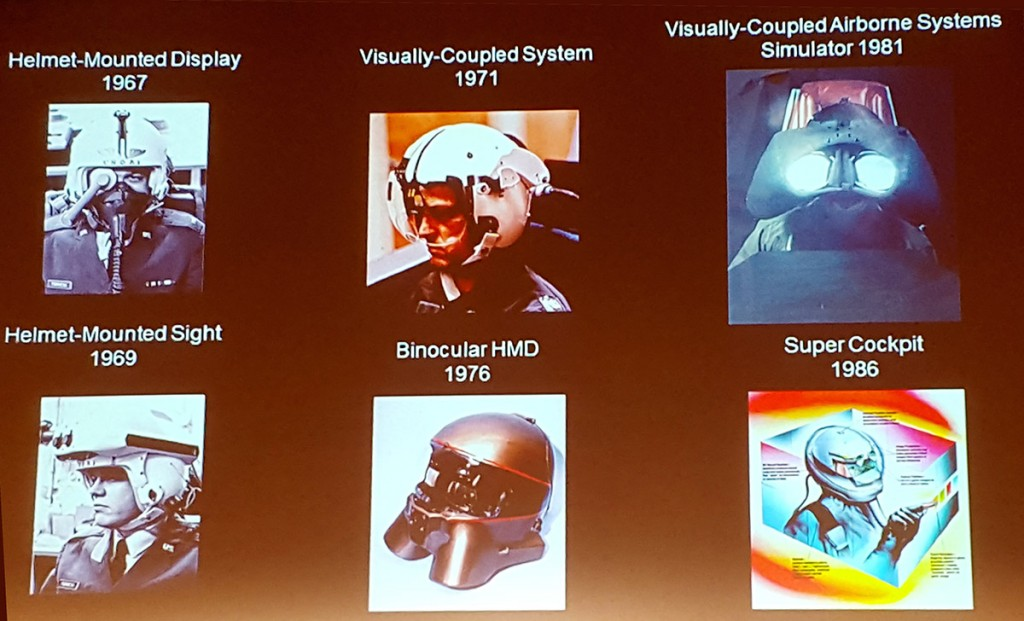 Helmet-Mounted Display
1967
Visually-Coupled System
1971
Visually-Coupled Airborne Systems
Simulator 1981
Helmet-Mounted Sight
1969
Binocular HMD
1976
Super Cockpit
1986